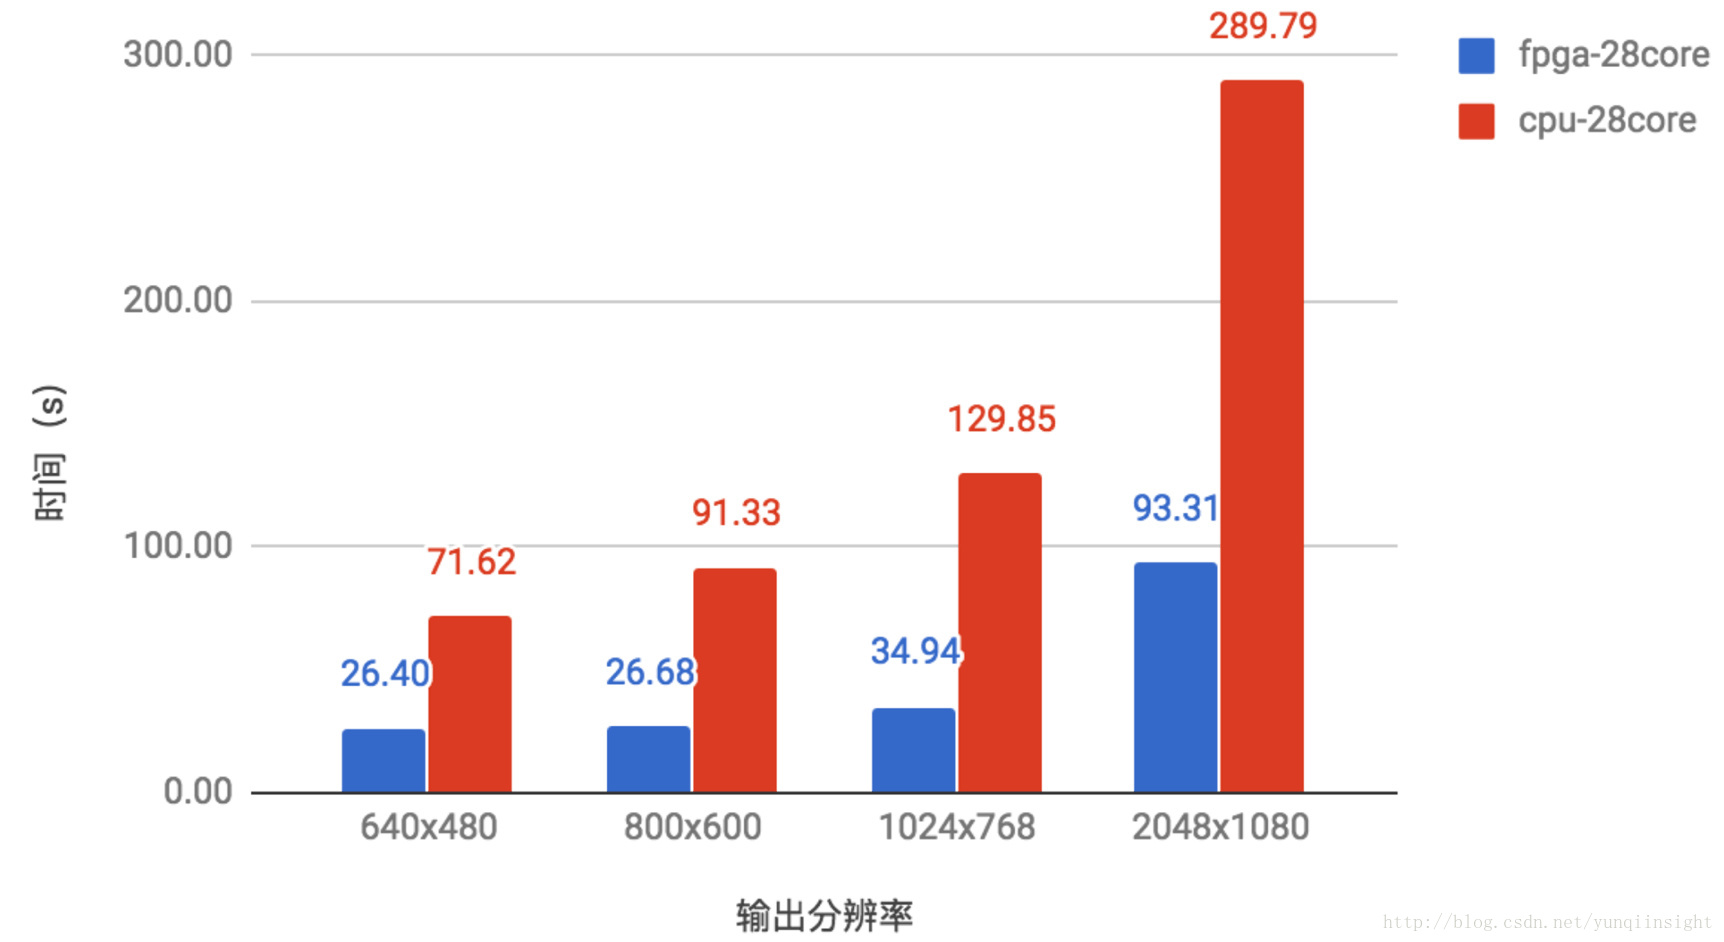 289.79
300.00
fpga-28core
cpu-28core
200.00
时间 (s)
129.85
93.31
91.33
100.00
71.62
34.94
26.40
26.68
0.00
640x480
800x600
1024x768
2048x1080
输出分辨率
http://blog.csdn.net/yunqiinsight